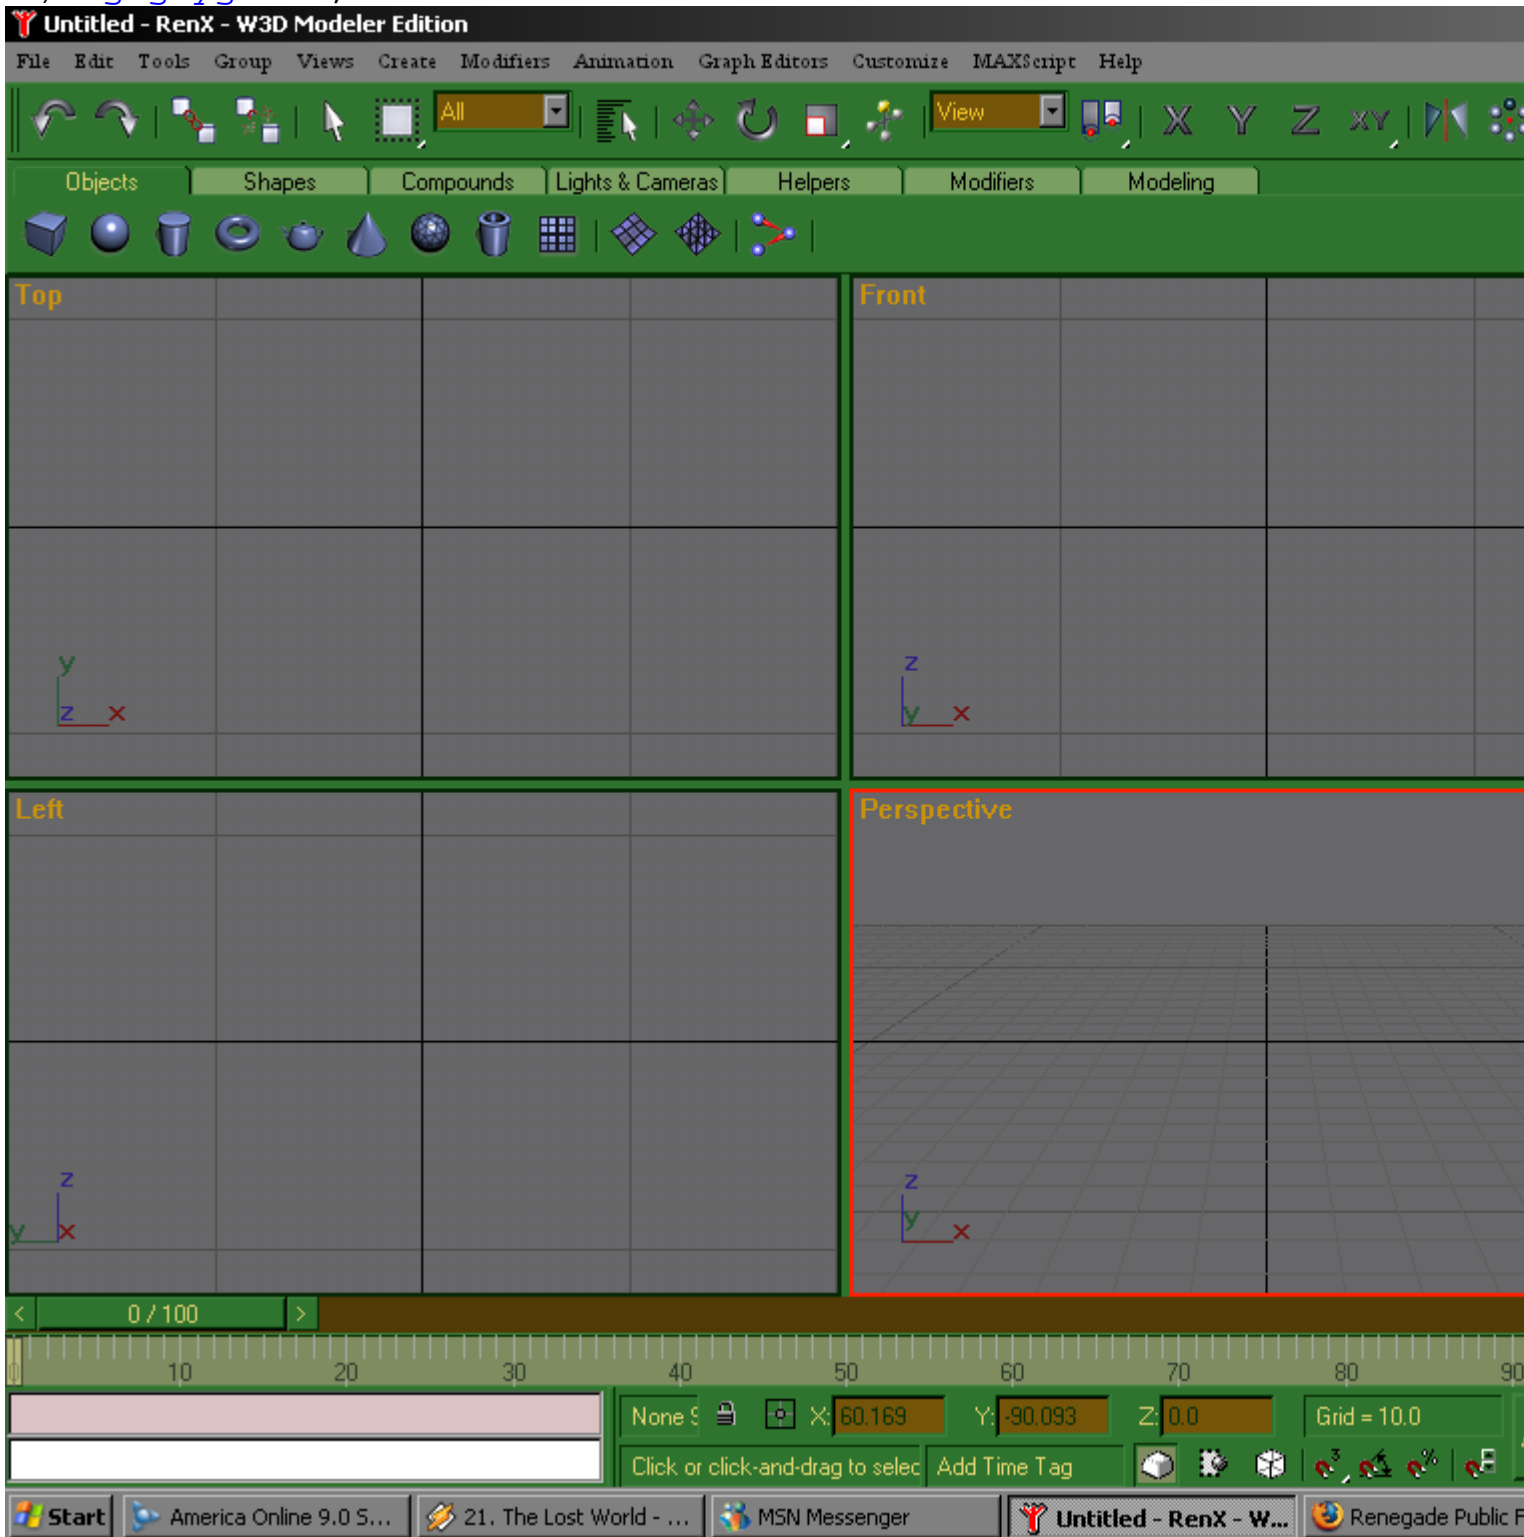 Untitled - RenX - W3D Modeler Edition
File Edit Tools Group Views Create Modifiers Animation Graph Editors Customize MAXScript Help
All View X Y Z XY
Objects Shapes Compounds Lights & Cameras Helpers Modifiers Modeling
Top Front
y z
z x y x
Left Perspective
z z
y x y x
< 0 / 100 >
0 10 20 30 40 50 60 70 80 90
None S X: 60.169 Y: -90.093 Z: 0.0 Grid = 10.0
Click or click-and-drag to selec Add Time Tag 3 %
Start America Online 9.0 S... 21. The Lost World - ... MSN Messenger Untitled - RenX - W... Renegade Public F